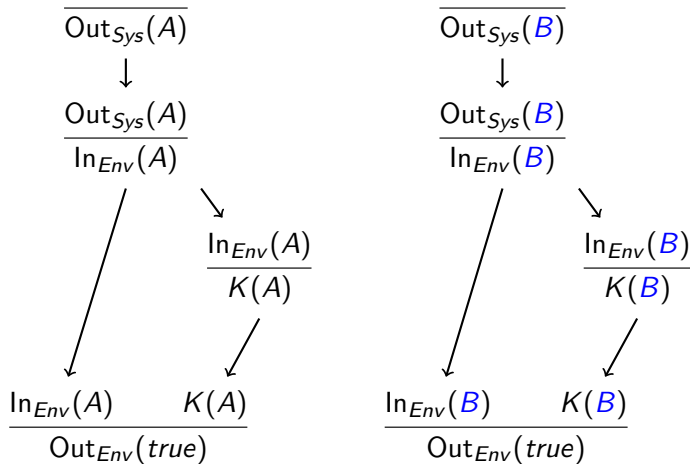 Out_Sys(A) Out_Sys(B)
Out_Sys(A) Out_Sys(B)
In_Env(A) In_Env(B)
In_Env(A) In_Env(B)
K(A) K(B)
In_Env(A) K(A) In_Env(B) K(B)
Out_Env(true) Out_Env(true)